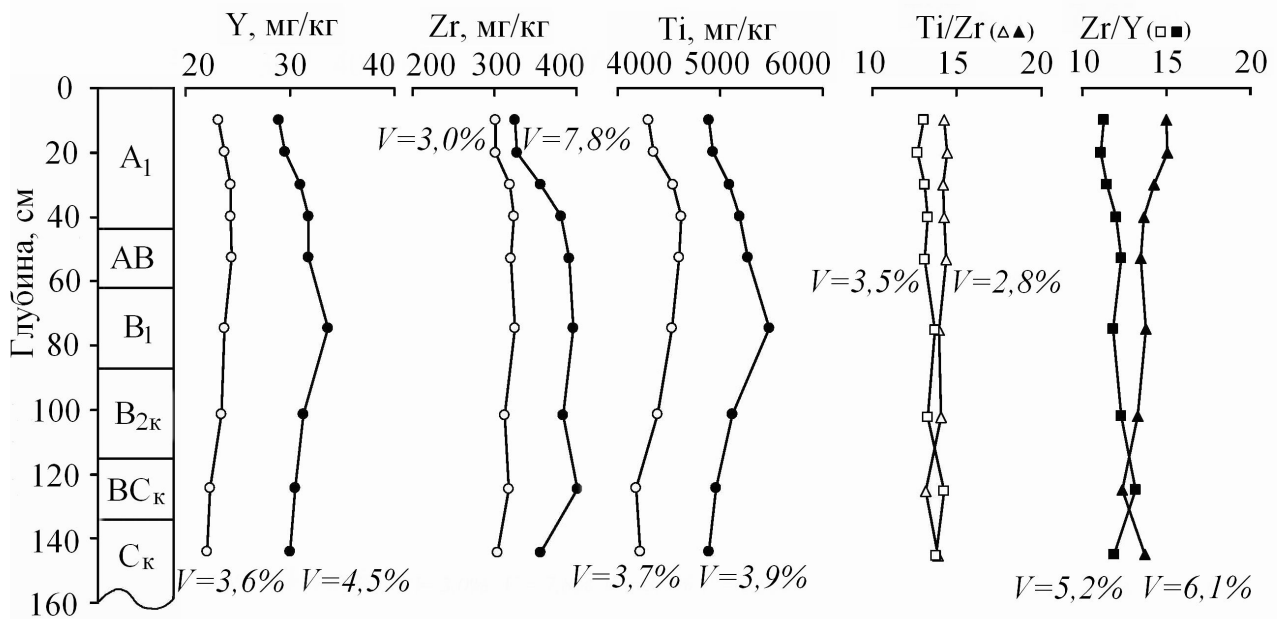 Y, мг/кг Zr, мг/кг Ti, мг/кг Ti/Zr (△▲) Zr/Y (□■)
20 30 40 200 300 400 4000 5000 6000 10 15 20 10 15 20
Глубина, см
0
20
40
60
80
100
120
140
160
A₁
AB
B₁
B₂к
BCк
Cк
V=3,0% V=7,8%
V=3,5% V=2,8%
V=3,6% V=4,5% V=3,7% V=3,9% V=5,2% V=6,1%